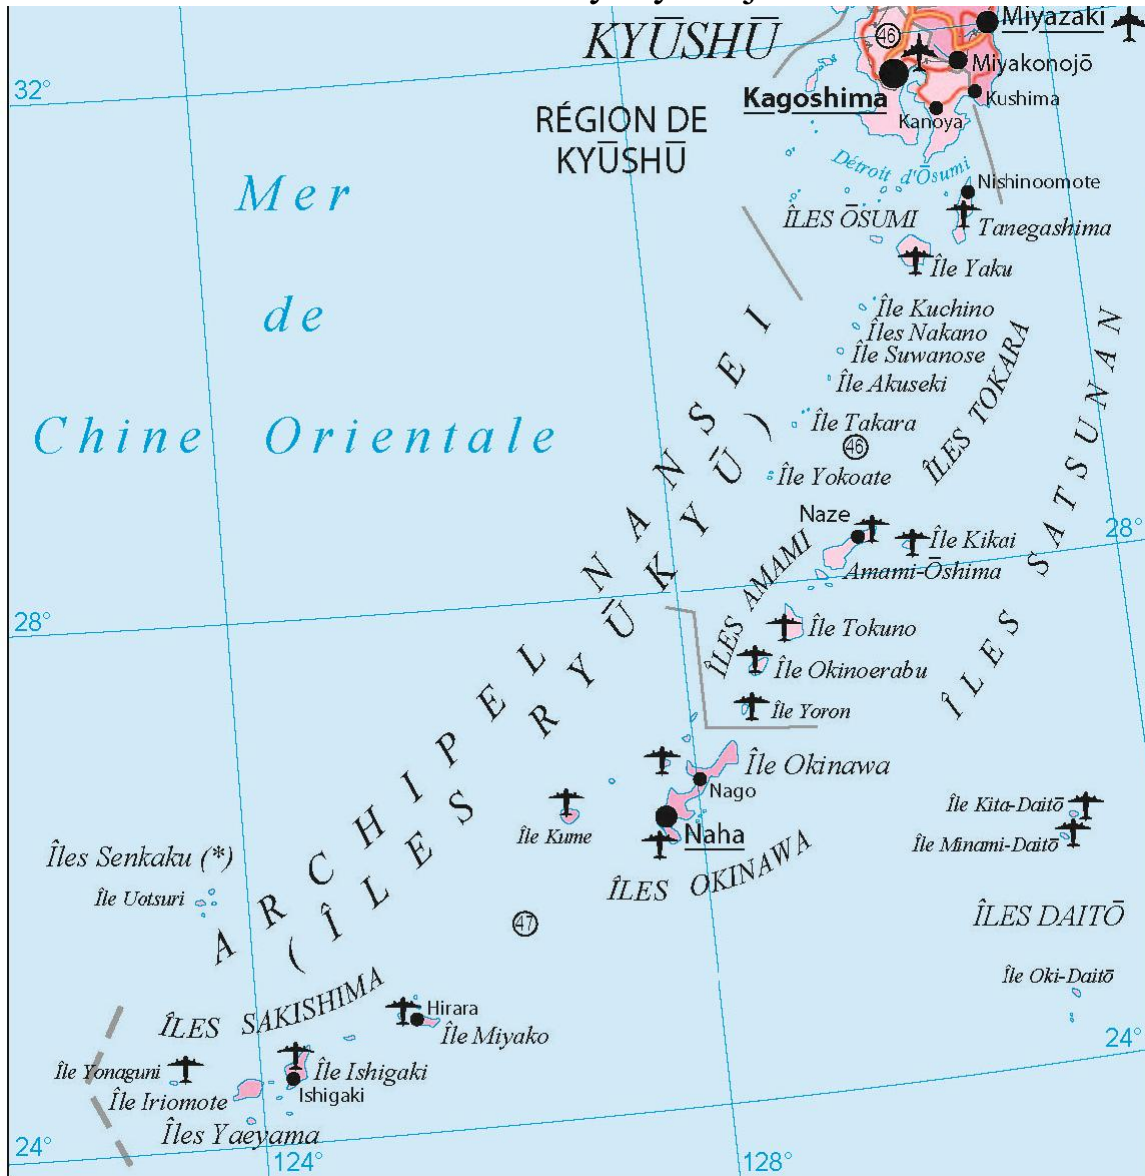 KYŪSHŪ
46
Miyazaki
Miyakonojō
Kagoshima
Kushima
Kanoya
32°
RÉGION DE
KYŪSHŪ
Détroit d'Ōsumi
Nishinoomote
Mer
de
Chine Orientale
ÎLES ŌSUMI
Tanegashima
Île Yaku
Île Kuchino
Îles Nakano
Île Suwanose
Île Akuseki
Île Takara
46
Île Yokoate
ÎLES TOKARA
ÎLES SATSUNAN
Naze
Île Kikai
Amami-Ōshima
28°
ÎLES AMAMI
Île Tokuno
Île Okinoerabu
Île Yoron
28°
ARCHIPEL NANSEI
(ÎLES RYŪKYŪ)
Île Okinawa
Nago
Île Kume
Naha
ÎLES OKINAWA
Île Kita-Daitō
Île Minami-Daitō
Îles Senkaku (*)
Île Uotsuri
47
ÎLES DAITŌ
Île Oki-Daitō
ÎLES SAKISHIMA
Hirara
Île Miyako
24°
Île Yonaguni
Île Ishigaki
Ishigaki
Île Iriomote
Îles Yaeyama
24°
124°
128°